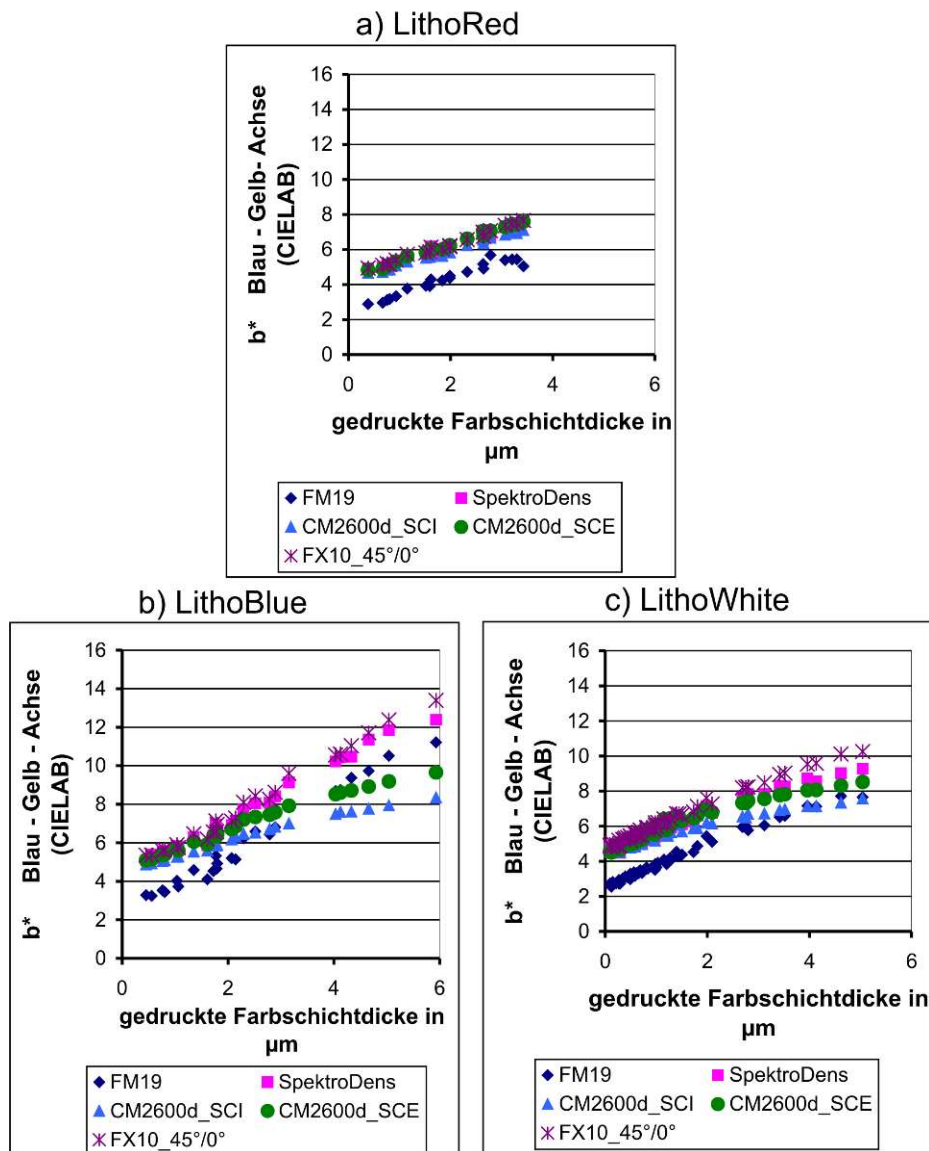 a) LithoRed
b* Blau - Gelb- Achse
(CIELAB)
16
14
12
10
8
6
4
2
0
0 2 4 6
gedruckte Farbschichtdicke in
µm
FM19 SpektroDens
CM2600d_SCI CM2600d_SCE
FX10_45°/0°
b) LithoBlue
b* Blau - Gelb - Achse
(CIELAB)
16
14
12
10
8
6
4
2
0
0 2 4 6
gedruckte Farbschichtdicke in
µm
FM19 SpektroDens
CM2600d_SCI CM2600d_SCE
FX10_45°/0°
c) LithoWhite
b* Blau - Gelb - Achse
(CIELAB)
16
14
12
10
8
6
4
2
0
0 2 4 6
gedruckte Farbschichtdicke in
µm
FM19 SpektroDens
CM2600d_SCI CM2600d_SCE
FX10_45°/0°